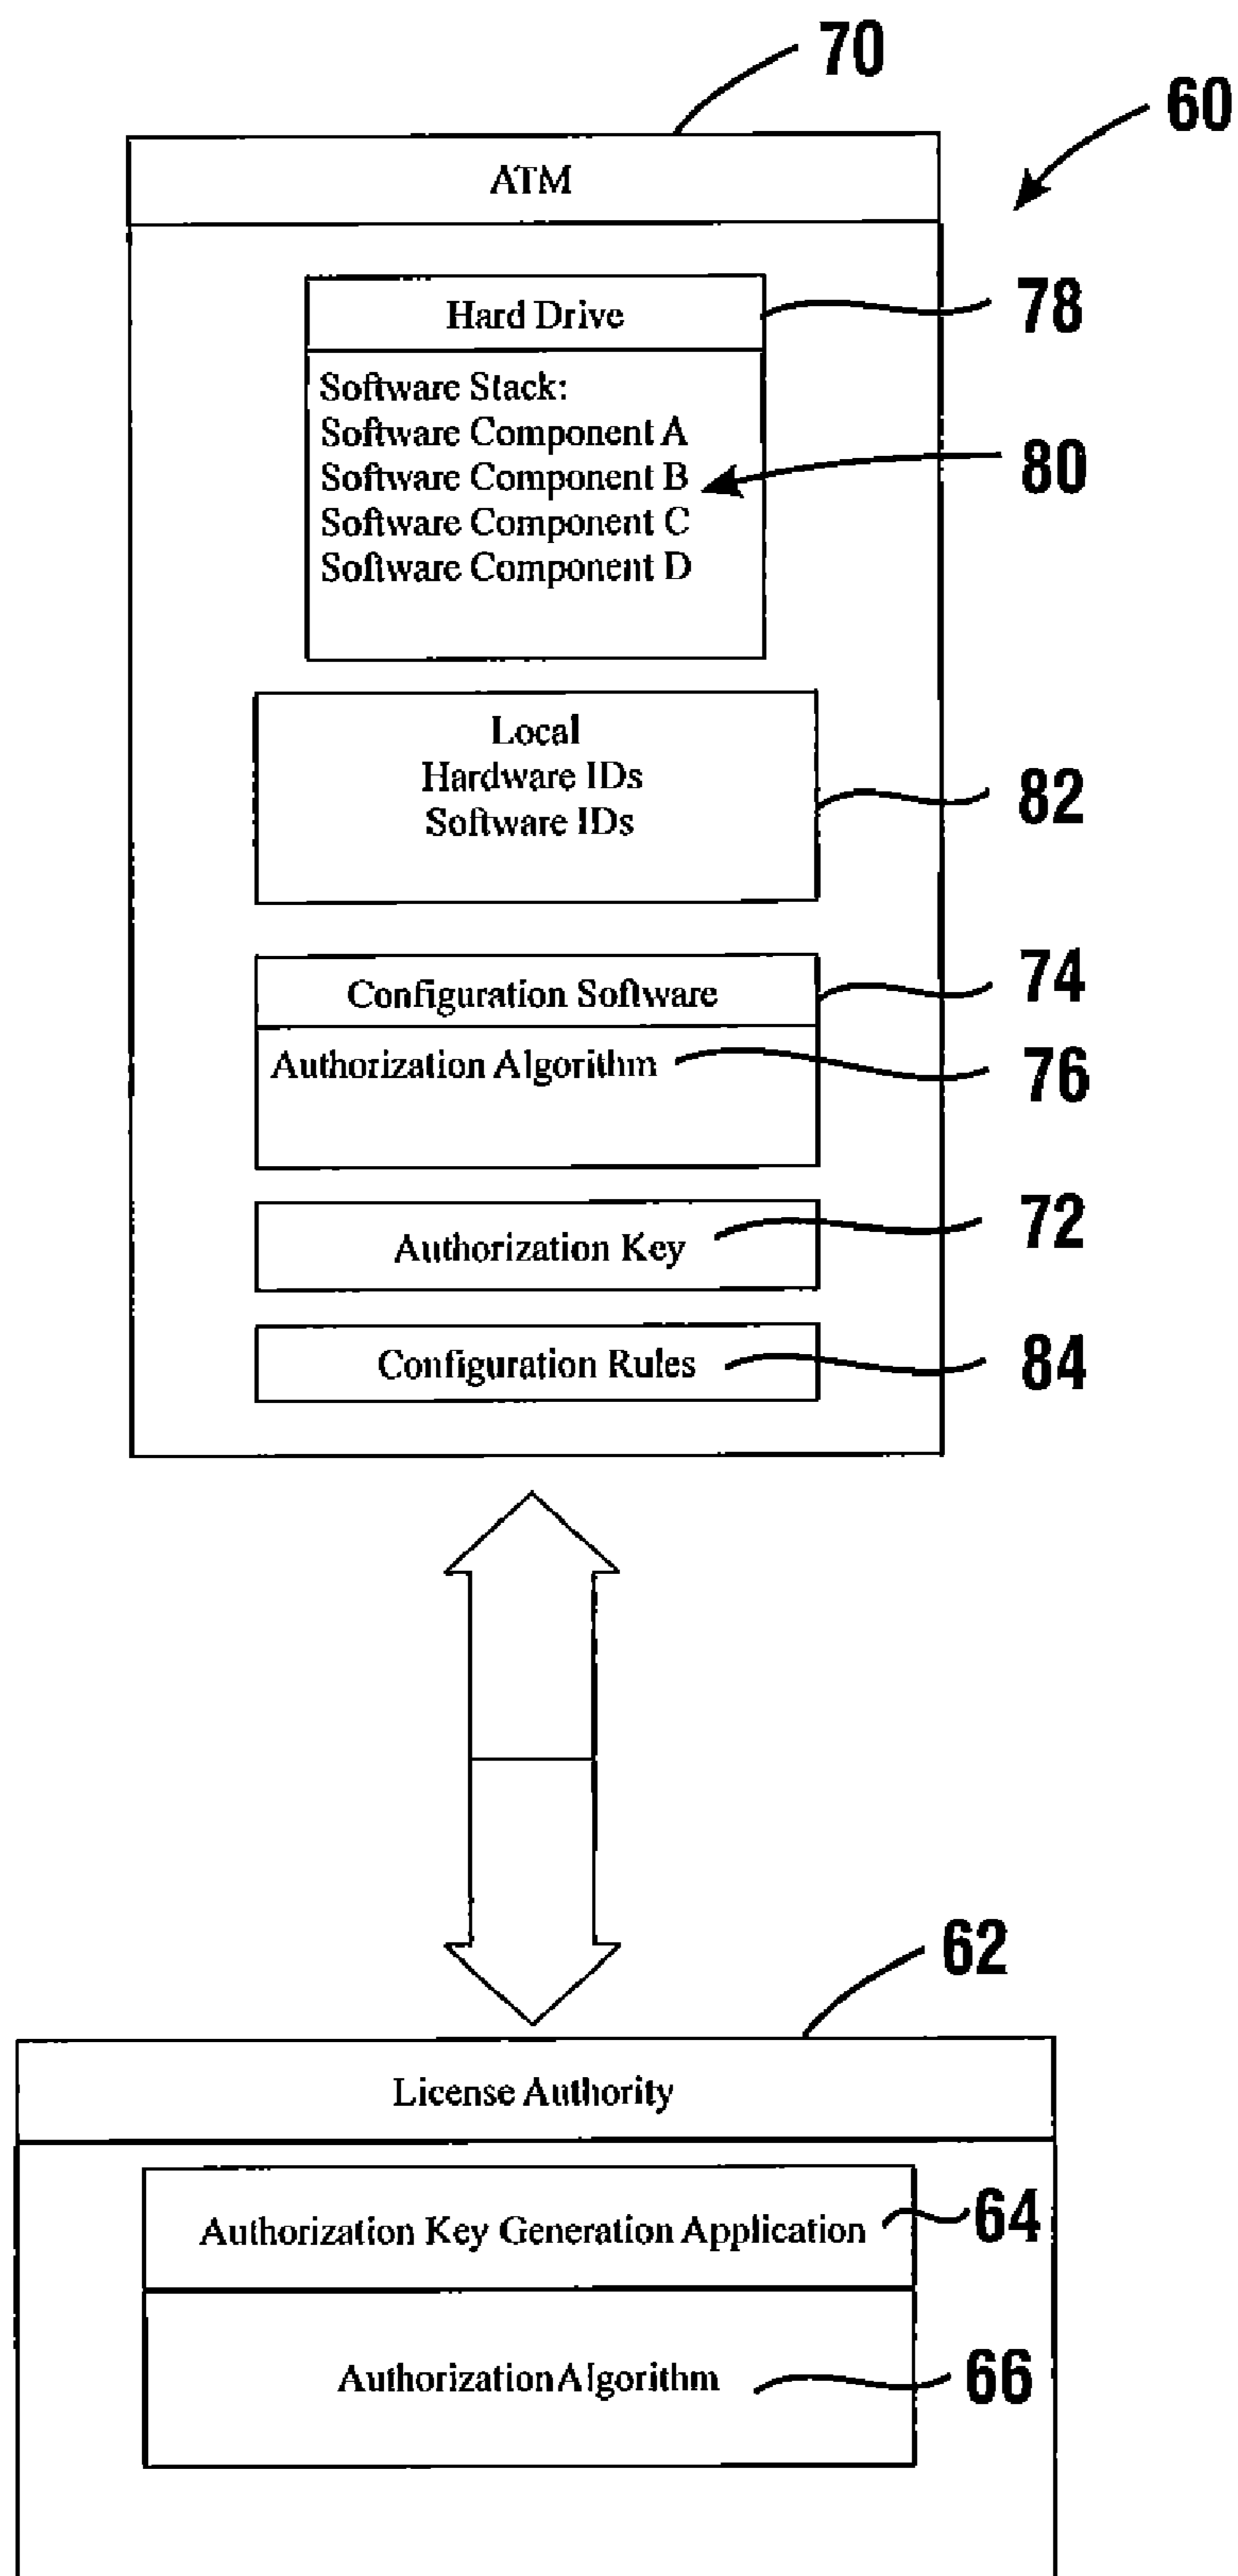 70
60
ATM
78
Hard Drive
Software Stack:
Software Component A
80
Software Component B
Software Component C
Software Component D
Local
Hardware IDs
82
Software IDs
74
Configuration Software
76
Authorization Algorithm
72
Authorization Key
84
Configuration Rules
62
License Authority
64
Authorization Key Generation Application
66
Authorization Algorithm